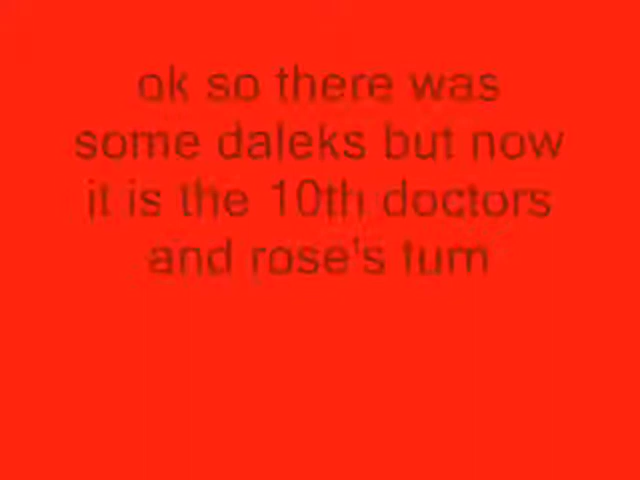 ok so there was
some daleks but now
it is the 10th doctors
and rose's turn